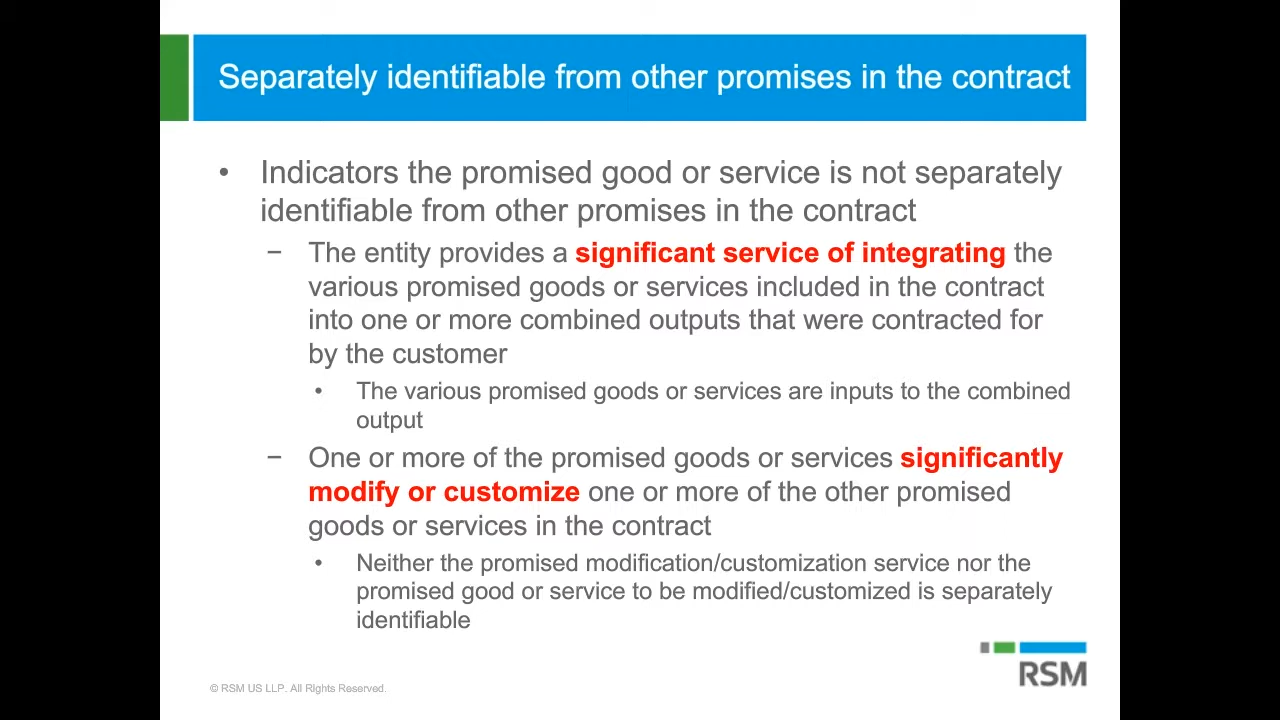 Separately identifiable from other promises in the contract
• Indicators the promised good or service is not separately
identifiable from other promises in the contract
− The entity provides a significant service of integrating the
various promised goods or services included in the contract
into one or more combined outputs that were contracted for
by the customer
• The various promised goods or services are inputs to the combined
output
− One or more of the promised goods or services significantly
modify or customize one or more of the other promised
goods or services in the contract
• Neither the promised modification/customization service nor the
promised good or service to be modified/customized is separately
identifiable
RSM
© RSM US LLP. All Rights Reserved.